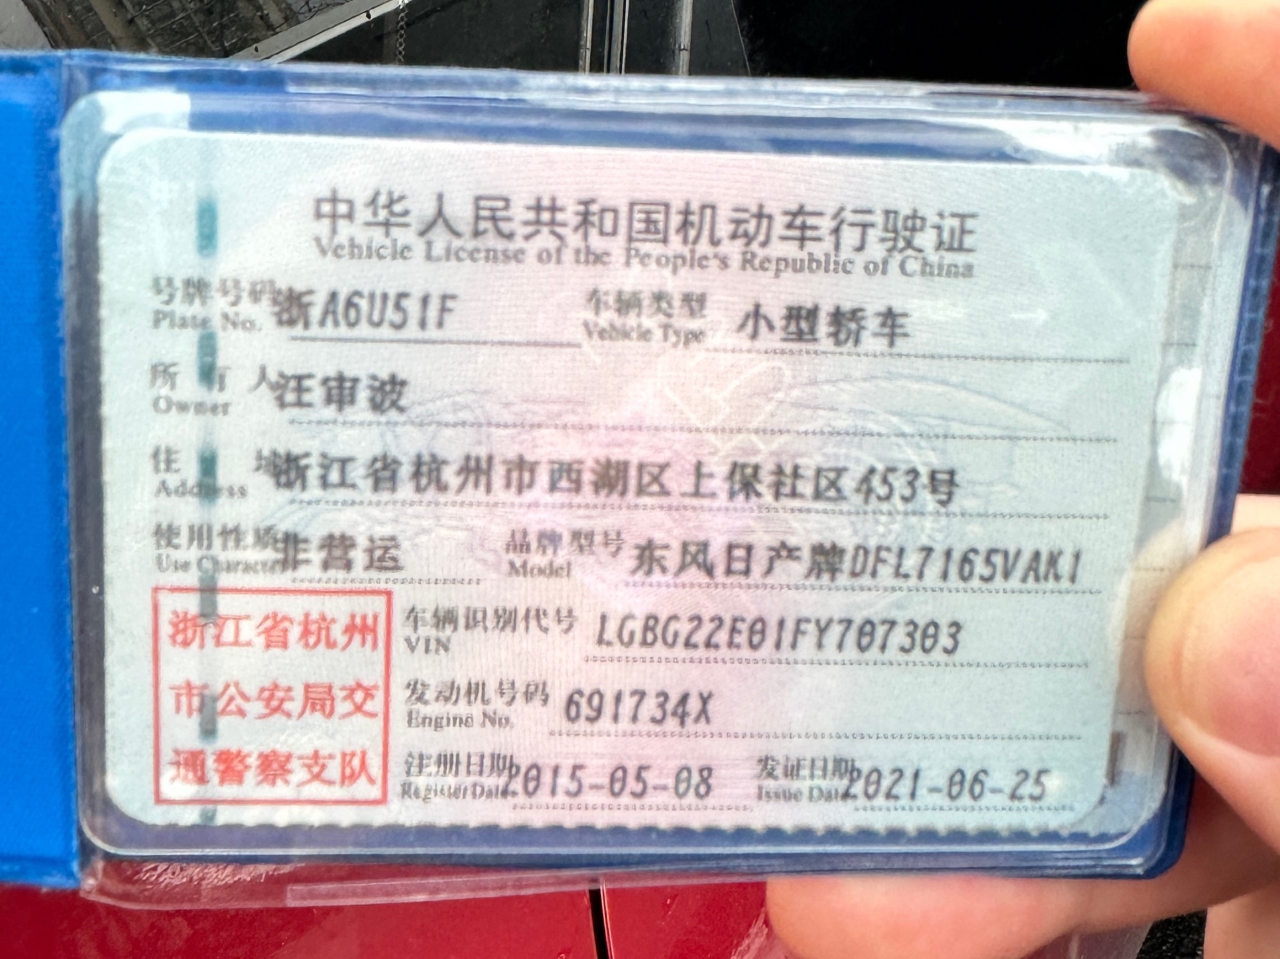 中华人民共和国机动车行驶证
Vehicle License of the People's Republic of China
号牌号码 浙A6U51F 车辆类型 小型轿车
Plate No. Vehicle Type
所有人 汪审波
Owner
住址 浙江省杭州市西湖区上保社区453号
Address
使用性质 非营运 品牌型号 东风日产牌DFL7165VAK1
Use Character Model
浙江省杭州
市公安局交
通警察支队
车辆识别代号 LGBG22E01FY707303
VIN
发动机号码 691734X
Engine No.
注册日期 2015-05-08 发证日期 2021-06-25
Register Date Issue Date